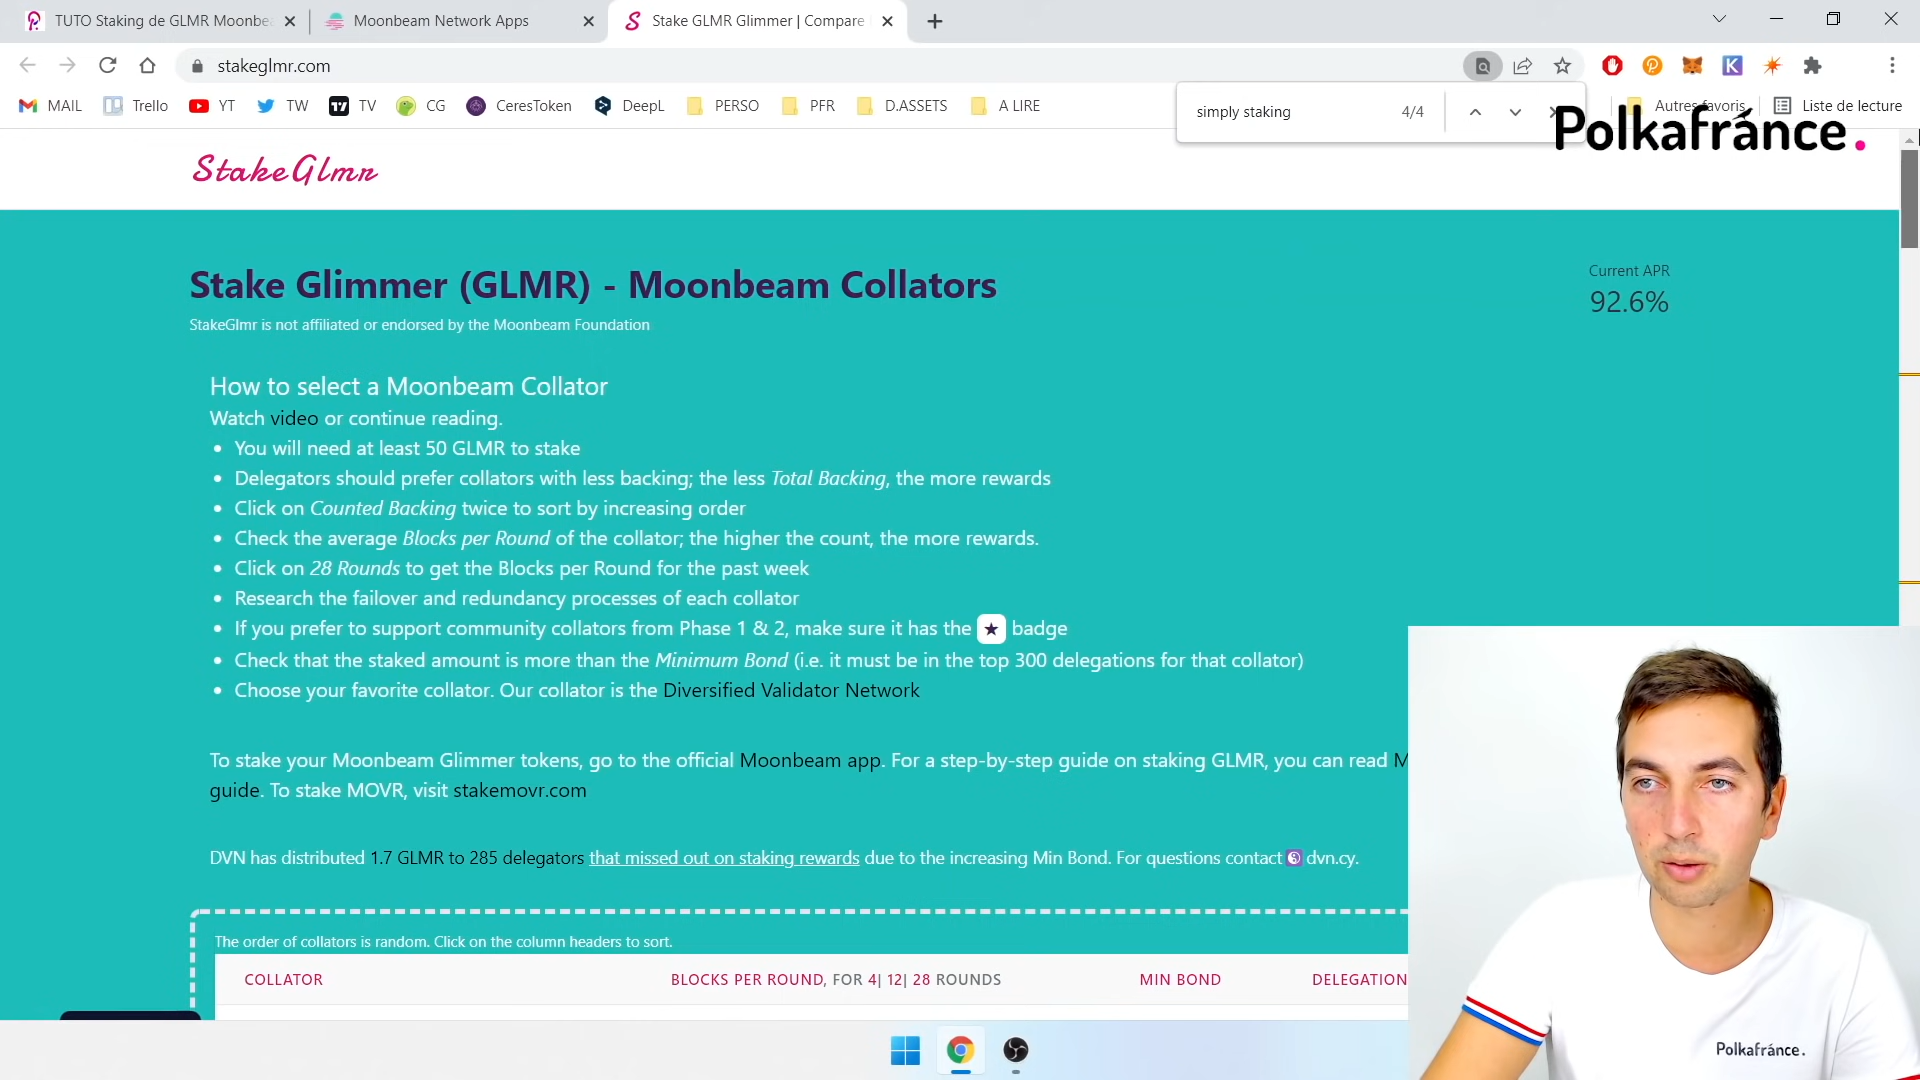 TUTO Staking de GLMR Moonbe
Moonbeam Network Apps
Stake GLMR Glimmer | Compare
stakeglmr.com
MAIL
Trello
YT
TW
TV
CG
CeresToken
DeepL
PERSO
PFR
D.ASSETS
A LIRE
simply staking
4/4
Autres favoris
Liste de lecture
Polkafránce.
StakeGlmr
Stake Glimmer (GLMR) - Moonbeam Collators
StakeGlmr is not affiliated or endorsed by the Moonbeam Foundation
Current APR
92.6%
How to select a Moonbeam Collator
Watch video or continue reading.
• You will need at least 50 GLMR to stake
• Delegators should prefer collators with less backing; the less Total Backing, the more rewards
• Click on Counted Backing twice to sort by increasing order
• Check the average Blocks per Round of the collator; the higher the count, the more rewards.
• Click on 28 Rounds to get the Blocks per Round for the past week
• Research the failover and redundancy processes of each collator
• If you prefer to support community collators from Phase 1 & 2, make sure it has the ★ badge
• Check that the staked amount is more than the Minimum Bond (i.e. it must be in the top 300 delegations for that collator)
• Choose your favorite collator. Our collator is the Diversified Validator Network
To stake your Moonbeam Glimmer tokens, go to the official Moonbeam app. For a step-by-step guide on staking GLMR, you can read M
guide. To stake MOVR, visit stakemovr.com
DVN has distributed 1.7 GLMR to 285 delegators that missed out on staking rewards due to the increasing Min Bond. For questions contact dvn.cy.
The order of collators is random. Click on the column headers to sort.
COLLATOR
BLOCKS PER ROUND, FOR 4| 12| 28 ROUNDS
MIN BOND
DELEGATION
Polkafránce.